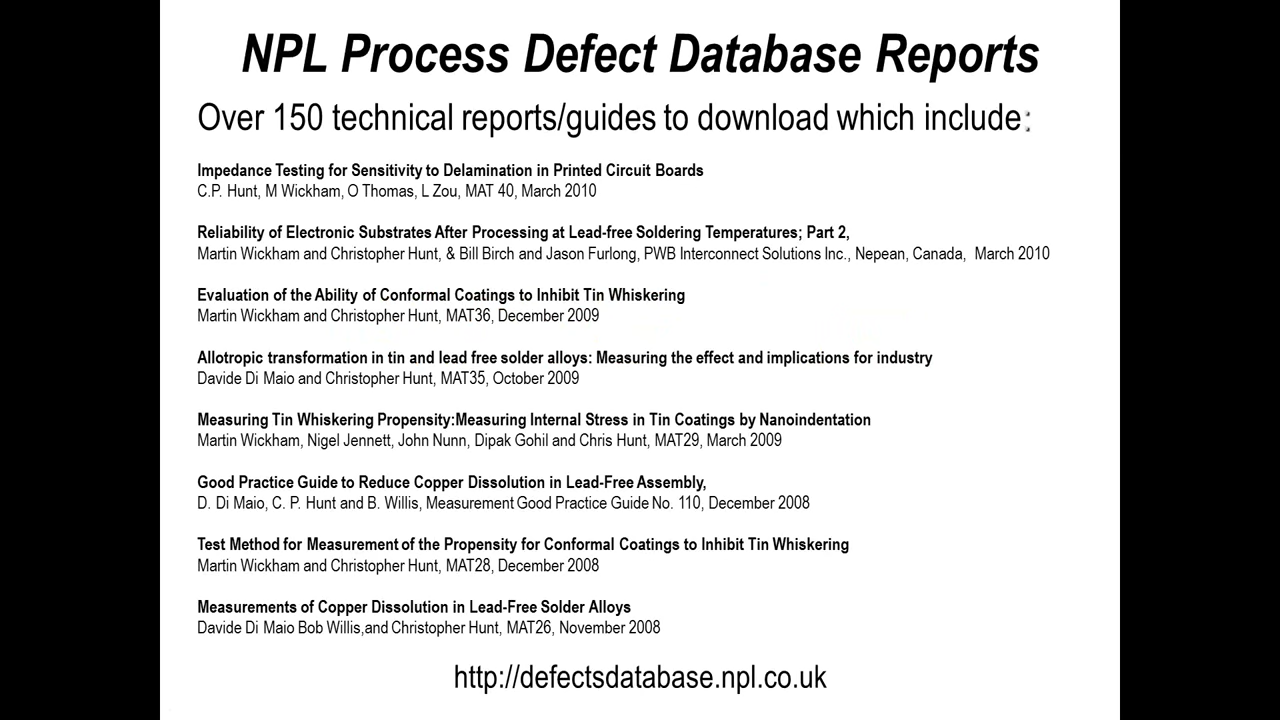 NPL Process Defect Database Reports
Over 150 technical reports/guides to download which include:
Impedance Testing for Sensitivity to Delamination in Printed Circuit Boards
C.P. Hunt, M Wickham, O Thomas, L Zou, MAT 40, March 2010
Reliability of Electronic Substrates After Processing at Lead-free Soldering Temperatures; Part 2,
Martin Wickham and Christopher Hunt, & Bill Birch and Jason Furlong, PWB Interconnect Solutions Inc., Nepean, Canada, March 2010
Evaluation of the Ability of Conformal Coatings to Inhibit Tin Whiskering
Martin Wickham and Christopher Hunt, MAT36, December 2009
Allotropic transformation in tin and lead free solder alloys: Measuring the effect and implications for industry
Davide Di Maio and Christopher Hunt, MAT35, October 2009
Measuring Tin Whiskering Propensity:Measuring Internal Stress in Tin Coatings by Nanoindentation
Martin Wickham, Nigel Jennett, John Nunn, Dipak Gohil and Chris Hunt, MAT29, March 2009
Good Practice Guide to Reduce Copper Dissolution in Lead-Free Assembly,
D. Di Maio, C. P. Hunt and B. Willis, Measurement Good Practice Guide No. 110, December 2008
Test Method for Measurement of the Propensity for Conformal Coatings to Inhibit Tin Whiskering
Martin Wickham and Christopher Hunt, MAT28, December 2008
Measurements of Copper Dissolution in Lead-Free Solder Alloys
Davide Di Maio Bob Willis,and Christopher Hunt, MAT26, November 2008
http://defectsdatabase.npl.co.uk